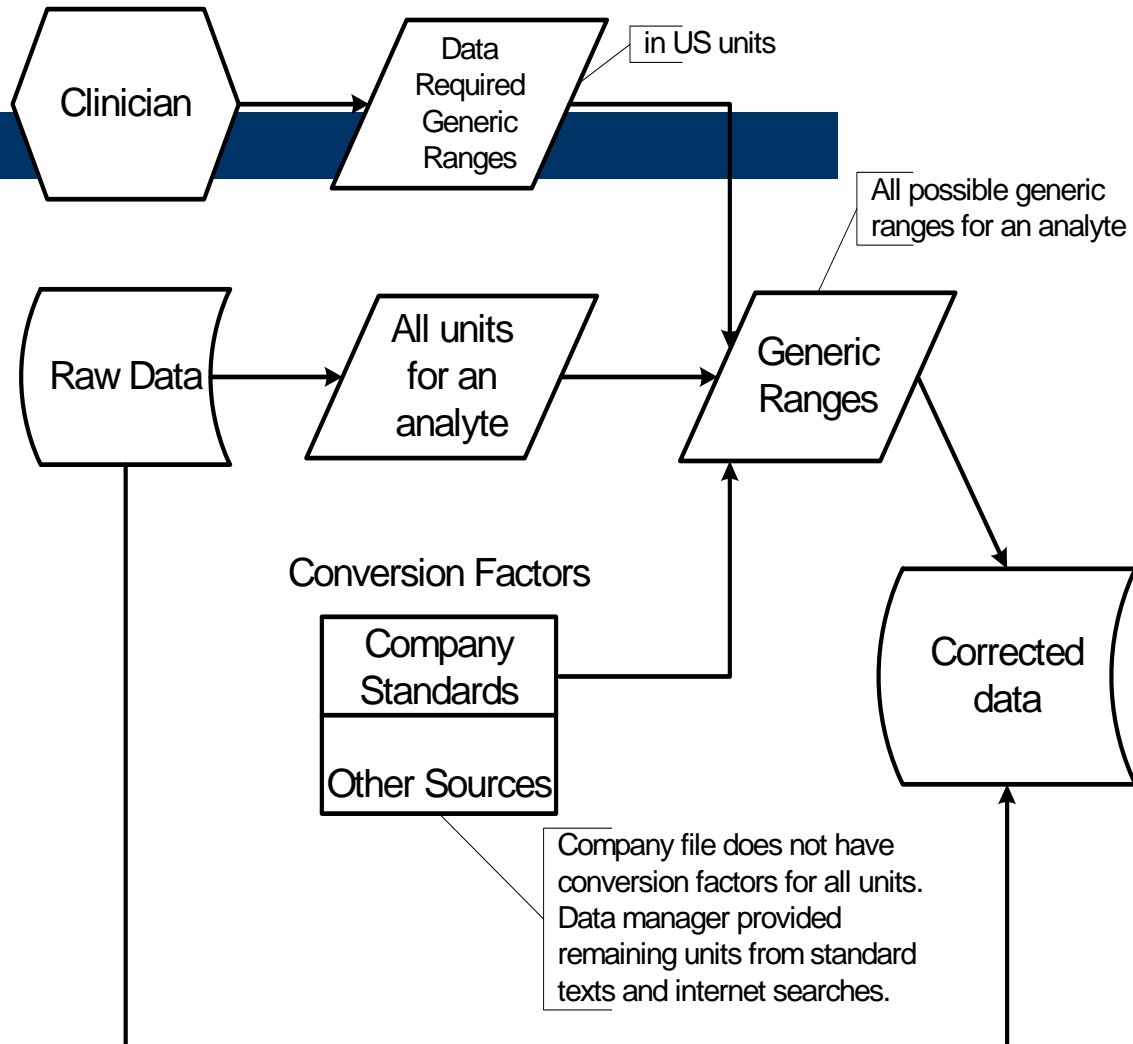 Clinician
Data
Required
Generic
Ranges
in US units
All possible generic
ranges for an analyte
Raw Data
All units
for an
analyte
Generic
Ranges
Conversion Factors
Company
Standards
Other Sources
Corrected
data
Company file does not have
conversion factors for all units.
Data manager provided
remaining units from standard
texts and internet searches.